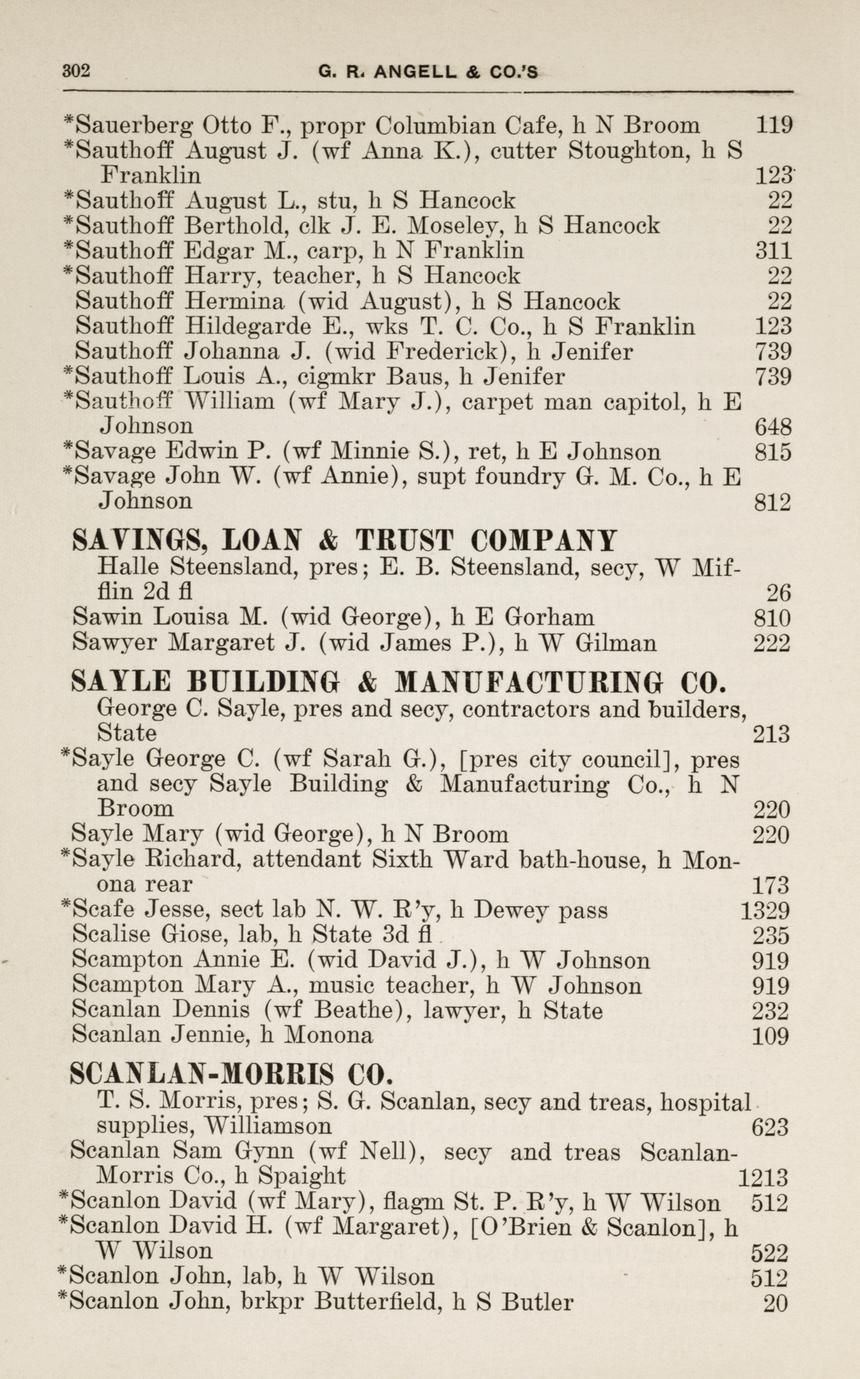 302 G. R. ANGELL & CO.'S
*Sauerberg Otto F., propr Columbian Cafe, h N Broom 119
*Sauthoff August J. (wf Anna K.), cutter Stoughton, h S
Franklin 123
*Sauthoff August L., stu, h S Hancock 22
*Sauthoff Berthold, clk J. E. Moseley, h S Hancock 22
*Sauthoff Edgar M., carp, h N Franklin 311
*Sauthoff Harry, teacher, h S Hancock 22
Sauthoff Hermina (wid August), h S Hancock 22
Sauthoff Hildegarde E., wks T. C. Co., h S Franklin 123
Sauthoff Johanna J. (wid Frederick), h Jenifer 739
*Sauthoff Louis A., cigmkr Baus, h Jenifer 739
*Sauthoff William (wf Mary J.), carpet man capitol, h E
Johnson 648
*Savage Edwin P. (wf Minnie S.), ret, h E Johnson 815
*Savage John W. (wf Annie), supt foundry G. M. Co., h E
Johnson 812
SAVINGS, LOAN & TRUST COMPANY
Halle Steensland, pres; E. B. Steensland, secy, W Mif-
flin 2d fl 26
Sawin Louisa M. (wid George), h E Gorham 810
Sawyer Margaret J. (wid James P.), h W Gilman 222
SAYLE BUILDING & MANUFACTURING CO.
George C. Sayle, pres and secy, contractors and builders,
State 213
*Sayle George C. (wf Sarah G.), [pres city council], pres
and secy Sayle Building & Manufacturing Co., h N
Broom 220
Sayle Mary (wid George), h N Broom 220
*Sayle Richard, attendant Sixth Ward bath-house, h Mon-
ona rear 173
*Scafe Jesse, sect lab N. W. R'y, h Dewey pass 1329
Scalise Giose, lab, h State 3d fl 235
Scampton Annie E. (wid David J.), h W Johnson 919
Scampton Mary A., music teacher, h W Johnson 919
Scanlan Dennis (wf Beathe), lawyer, h State 232
Scanlan Jennie, h Monona 109
SCANLAN-MORRIS CO.
T. S. Morris, pres; S. G. Scanlan, secy and treas, hospital
supplies, Williamson 623
Scanlan Sam Gynn (wf Nell), secy and treas Scanlan-
Morris Co., h Spaight 1213
*Scanlon David (wf Mary), flagm St. P. R'y, h W Wilson 512
*Scanlon David H. (wf Margaret), [O'Brien & Scanlon], h
W Wilson 522
*Scanlon John, lab, h W Wilson 512
*Scanlon John, brkpr Butterfield, h S Butler 20